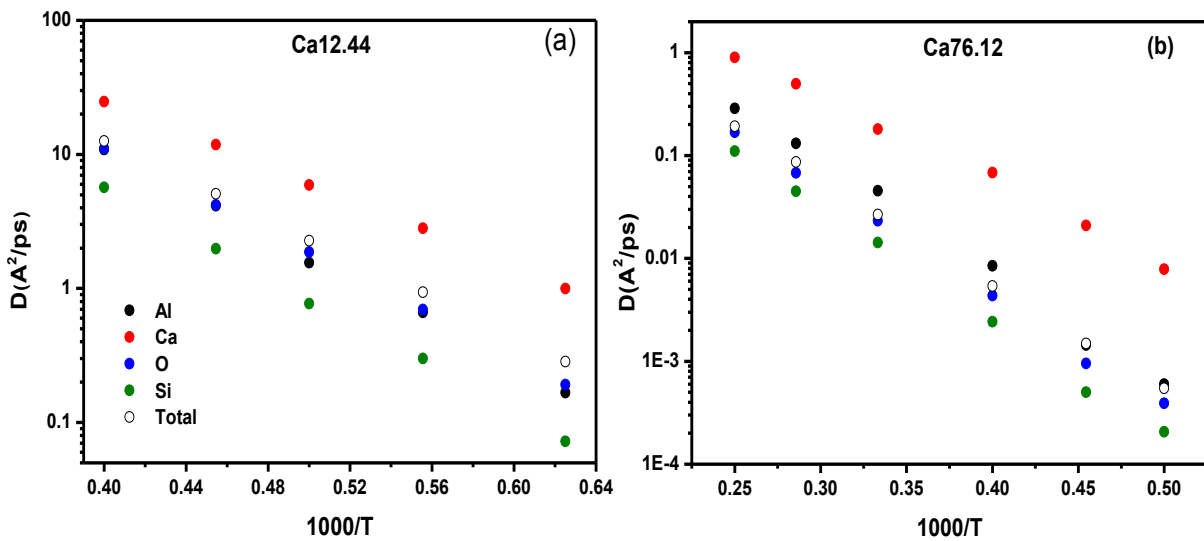 Ca12.44
(a)
100
10
1
0.1
D(A²/ps)
Al
Ca
O
Si
Total
0.40 0.44 0.48 0.52 0.56 0.60 0.64
1000/T
Ca76.12
(b)
1
0.1
0.01
1E-3
1E-4
D(A²/ps)
0.25 0.30 0.35 0.40 0.45 0.50
1000/T